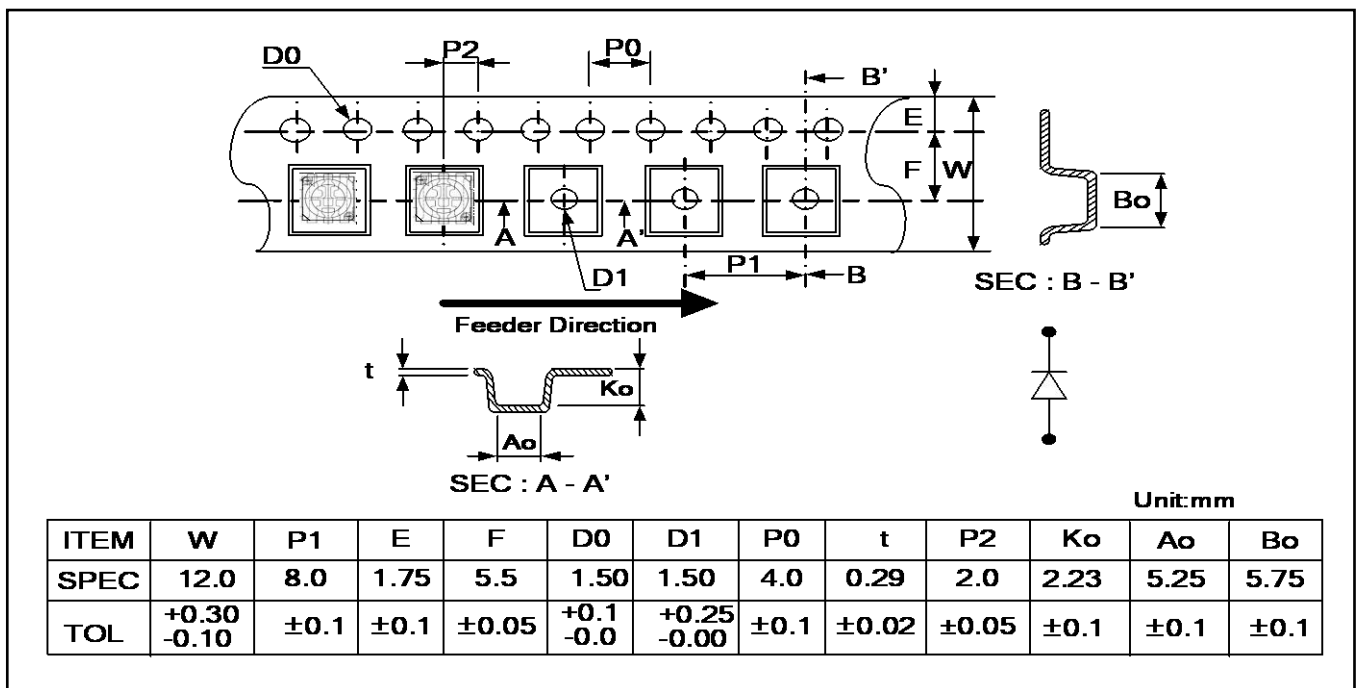 D0
P2
P0
B'
E
F
W
A
A'
D1
P1
B
Bo
SEC : B - B'
Feeder Direction
t
Ko
Ao
SEC : A - A'
Unit:mm
ITEM W P1 E F D0 D1 P0 t P2 Ko Ao Bo
SPEC 12.0 8.0 1.75 5.5 1.50 1.50 4.0 0.29 2.0 2.23 5.25 5.75
TOL +0.30 -0.10 ±0.1 ±0.1 ±0.05 +0.1 -0.0 +0.25 -0.00 ±0.1 ±0.02 ±0.05 ±0.1 ±0.1 ±0.1